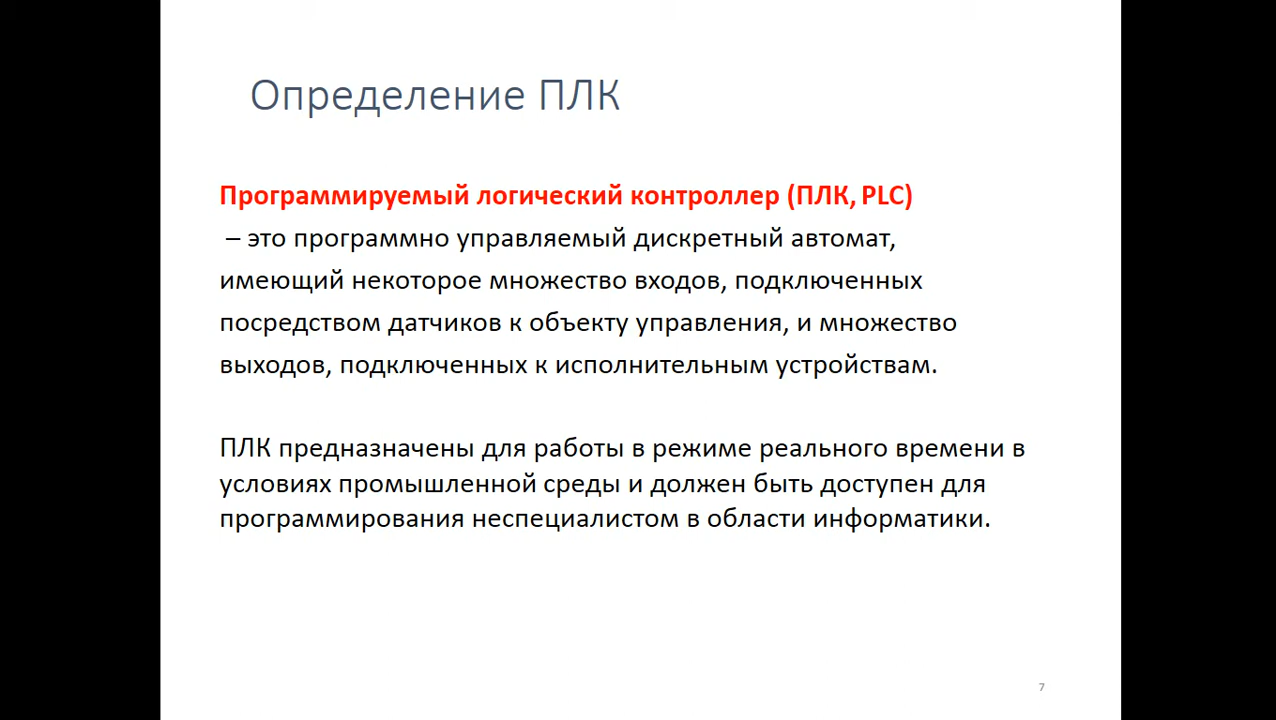 Определение ПЛК
Программируемый логический контроллер (ПЛК, PLC)
– это программно управляемый дискретный автомат,
имеющий некоторое множество входов, подключенных
посредством датчиков к объекту управления, и множество
выходов, подключенных к исполнительным устройствам.
ПЛК предназначены для работы в режиме реального времени в
условиях промышленной среды и должен быть доступен для
программирования неспециалистом в области информатики.
7